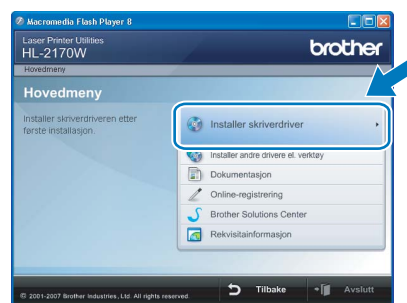 Macromedia Flash Player 8
Laser Printer Utilities
HL-2170W
brother
Hovedmeny
Hovedmeny
Installer skriverdriveren etter
første installasjon.
Installer skriverdriver
Installer andre drivere el. verktøy
Dokumentasjon
Online-registrering
Brother Solutions Center
Rekvisitainformasjon
© 2001-2007 Brother Industries, Ltd. All rights reserved.
Tilbake
Avslutt